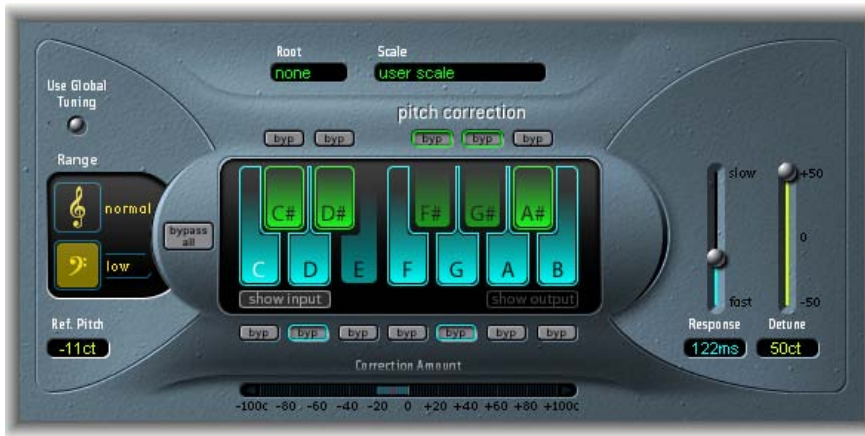 Root Scale
none user scale
Use Global
Tuning
pitch correction
byp byp byp byp byp
Range
normal
low
bypass
all
C# D# F# G# A#
C D E F G A B
show input show output
slow +50
0
fast -50
Ref. Pitch
-11ct
Response Detune
122ms 50ct
byp byp byp byp byp byp byp
Correction Amount
-100c -80 -60 -40 -20 0 +20 +40 +60 +80 +100c